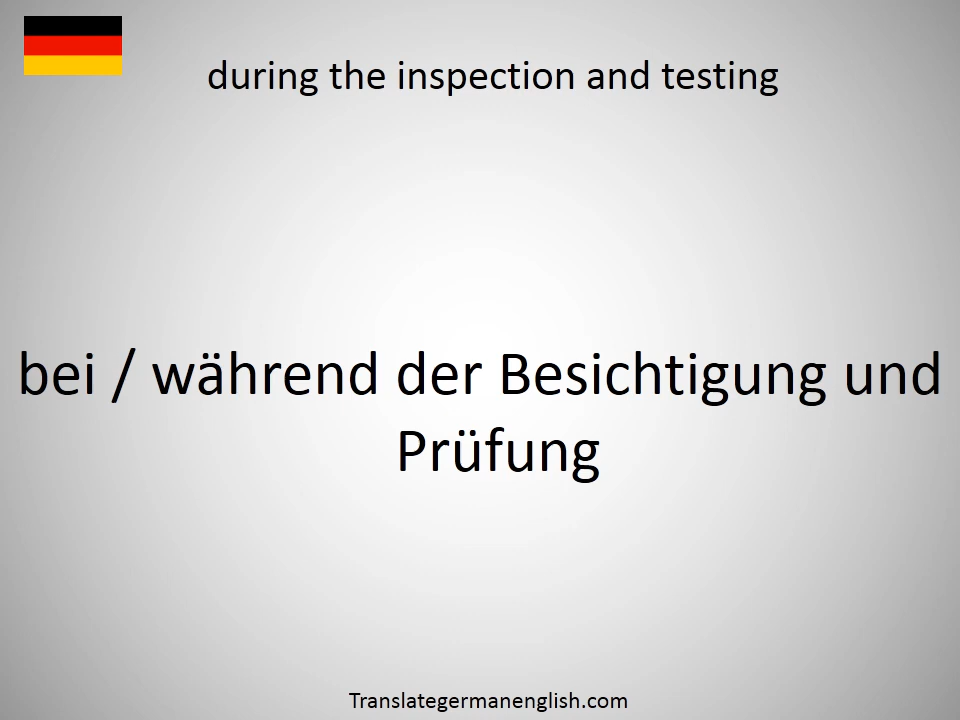 during the inspection and testing
bei / während der Besichtigung und
Prüfung
Translategermanenglish.com